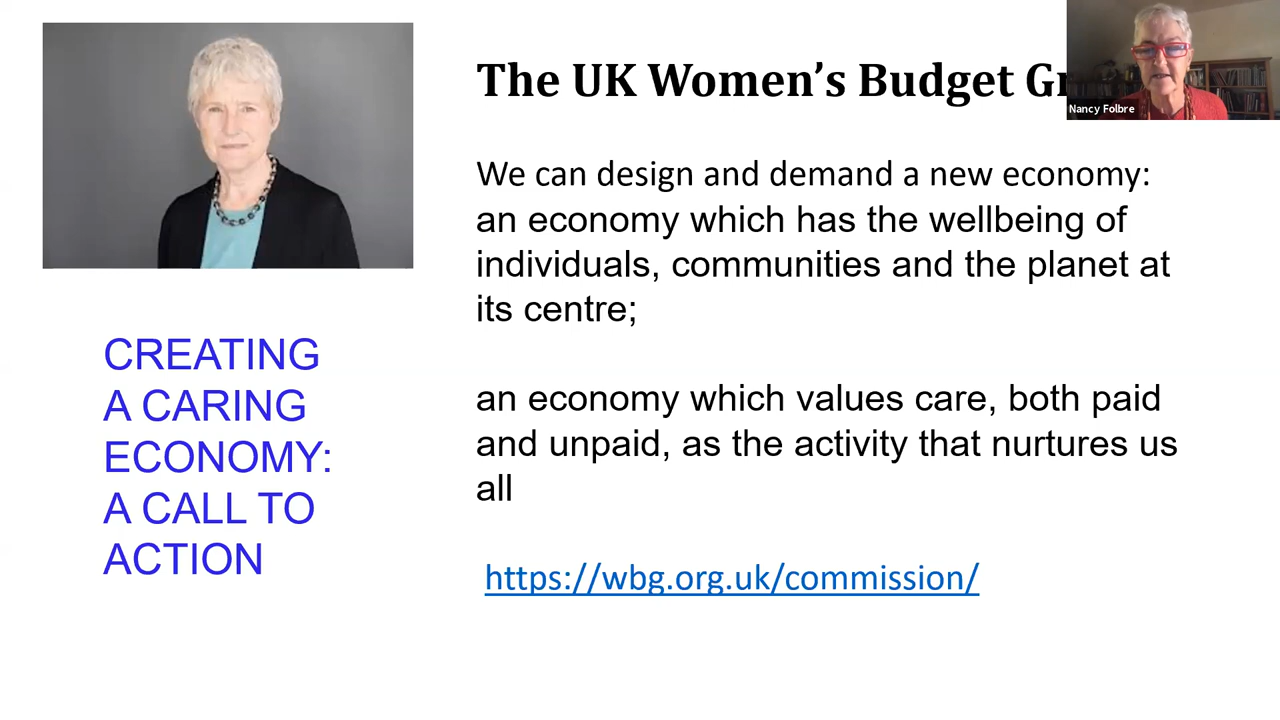 The UK Women's Budget
Nancy Folbre
We can design and demand a new economy:
an economy which has the wellbeing of
individuals, communities and the planet at
its centre;
an economy which values care, both paid
and unpaid, as the activity that nurtures us
all
https://wbg.org.uk/commission/
CREATING
A CARING
ECONOMY:
A CALL TO
ACTION